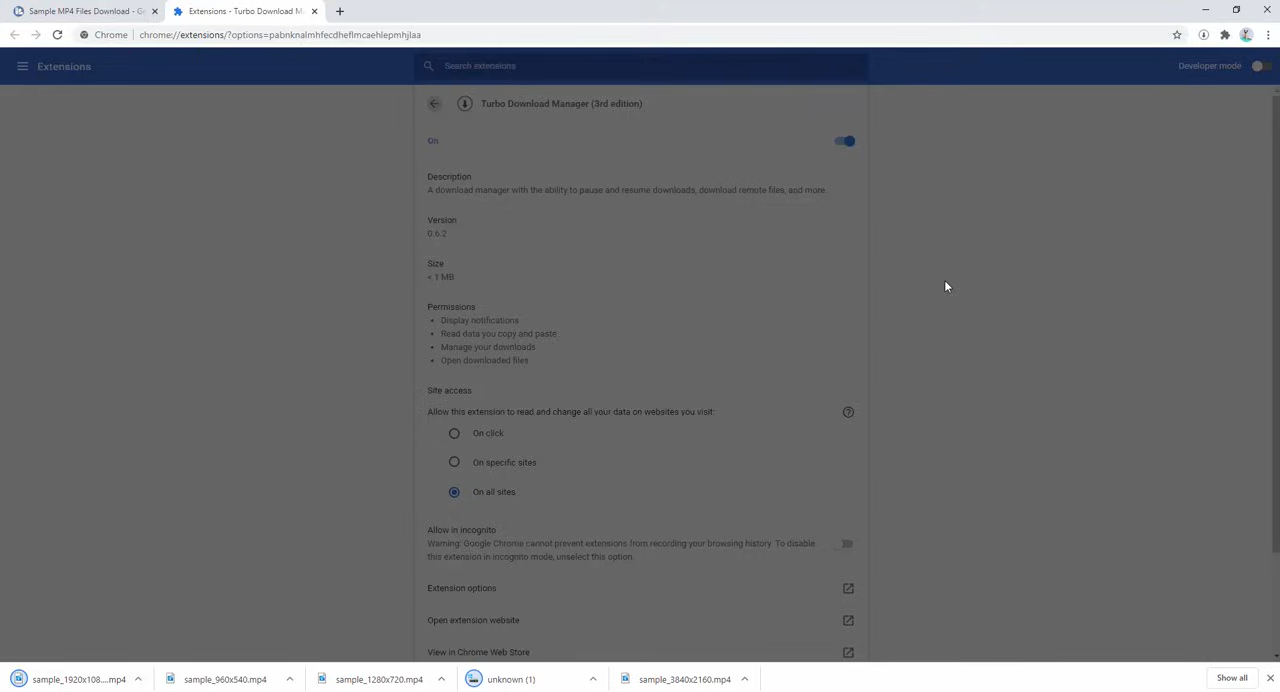 Sample MP4 Files Download - G
Extensions - Turbo Download M
Chrome
chrome://extensions/?options=pabnknalmhfecdheflmcaehlepmhjlaa
Extensions
Search extensions
Developer mode
Turbo Download Manager (3rd edition)
On
Description
A download manager with the ability to pause and resume downloads, download remote files, and more.
Version
0.6.2
Size
< 1 MB
Permissions
• Display notifications
• Read data you copy and paste
• Manage your downloads
• Open downloaded files
Site access
Allow this extension to read and change all your data on websites you visit:
On click
On specific sites
On all sites
Allow in incognito
Warning: Google Chrome cannot prevent extensions from recording your browsing history. To disable
this extension in incognito mode, unselect this option.
Extension options
Open extension website
View in Chrome Web Store
sample_1920x108....mp4
sample_960x540.mp4
sample_1280x720.mp4
unknown (1)
sample_3840x2160.mp4
Show all